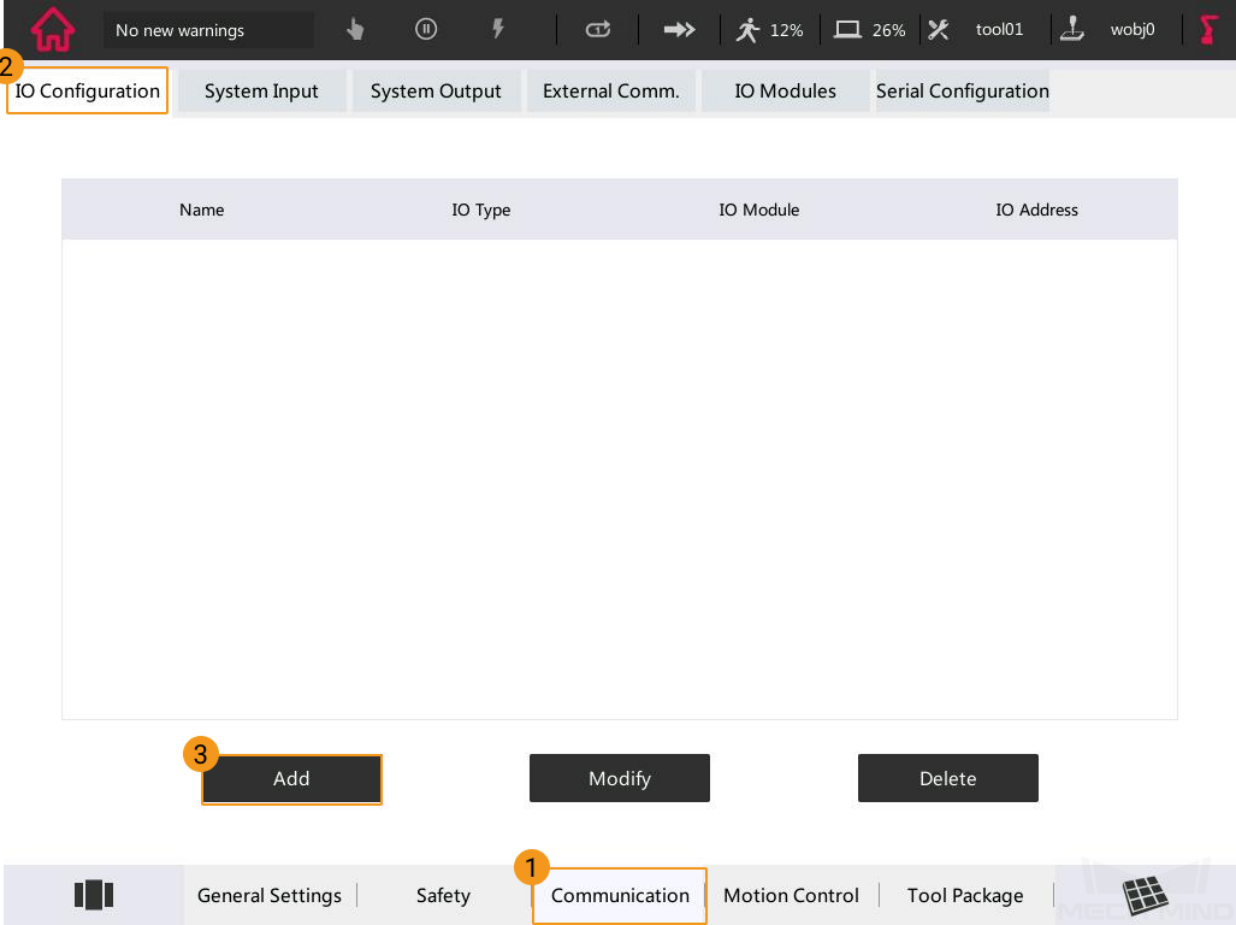 No new warnings 12% 26% tool01 wobj0
2
IO Configuration System Input System Output External Comm. IO Modules Serial Configuration
Name IO Type IO Module IO Address
3
Add Modify Delete
1
General Settings Safety Communication Motion Control Tool Package
MECH MIND